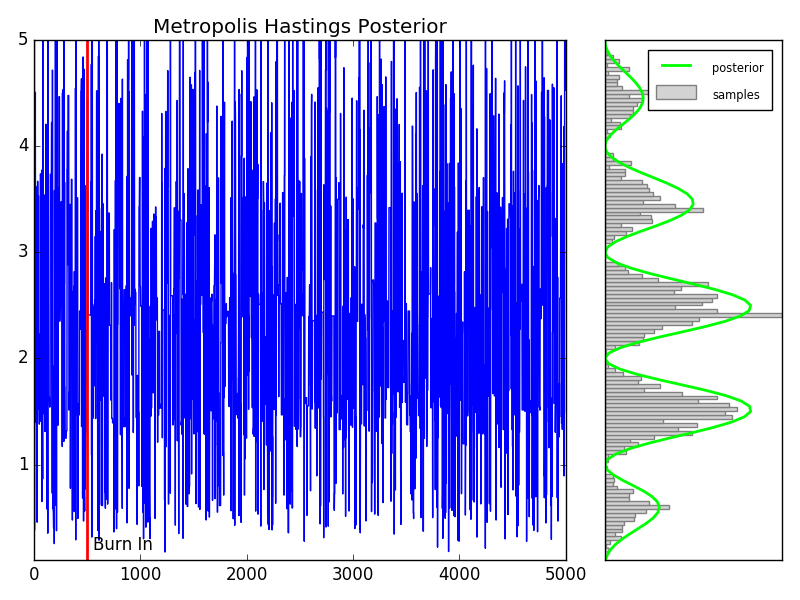 Metropolis Hastings Posterior
5
4
3
2
1
Burn In
0 1000 2000 3000 4000 5000
posterior
samples